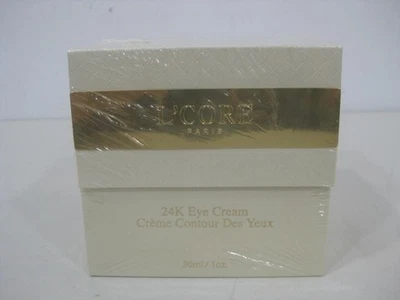 L'CORE
PARIS
24K Eye Cream
Crème Contour Des Yeux
30ml / 1oz